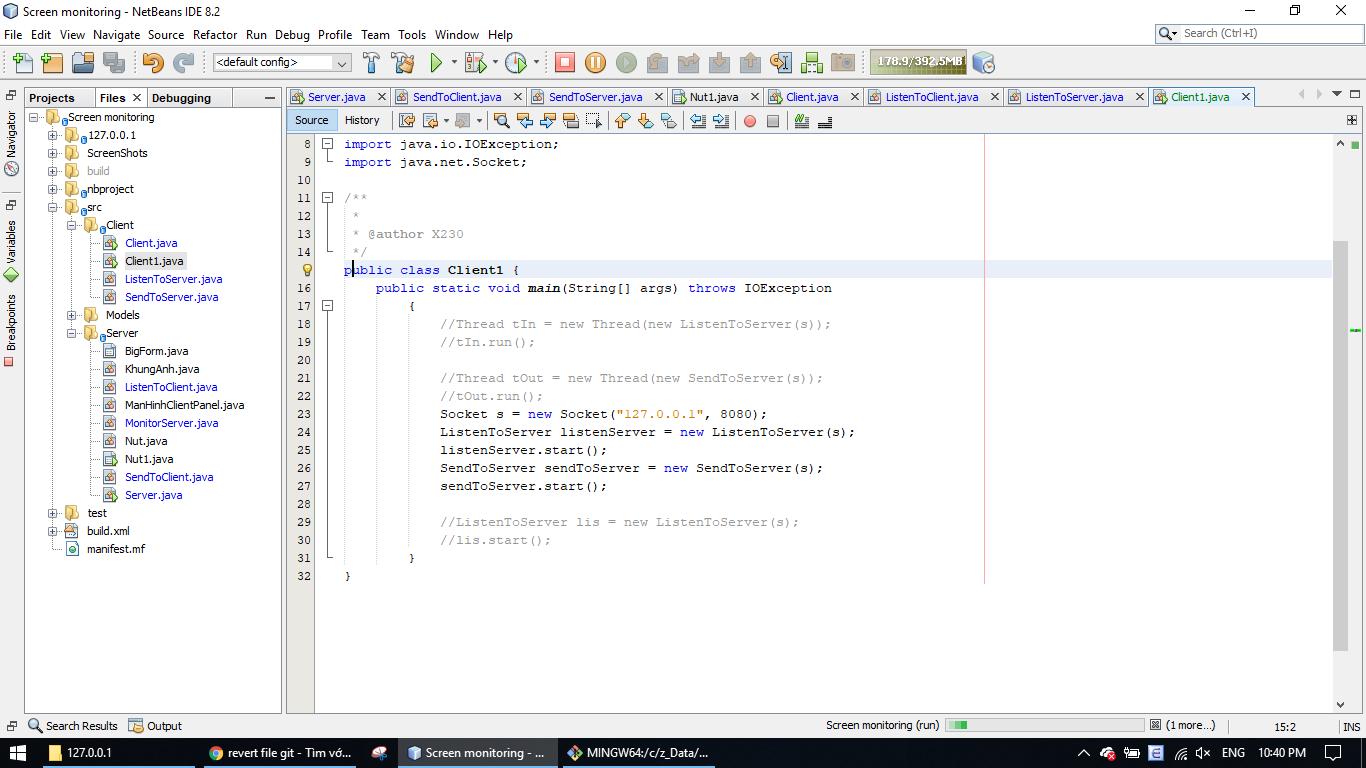 Screen monitoring - NetBeans IDE 8.2
File Edit View Navigate Source Refactor Run Debug Profile Team Tools Window Help
Search (Ctrl+I)
<default config>
178.9/392.5MB
Projects Files Debugging
Server.java SendToClient.java SendToServer.java Nut1.java Client.java ListenToClient.java ListenToServer.java Client1.java
Source History
Navigator
Variables
Breakpoints
Screen monitoring
127.0.0.1
ScreenShots
build
nbproject
src
Client
Client.java
Client1.java
ListenToServer.java
SendToServer.java
Models
Server
BigForm.java
KhungAnh.java
ListenToClient.java
ManHinhClientPanel.java
MonitorServer.java
Nut.java
Nut1.java
SendToClient.java
Server.java
test
build.xml
manifest.mf
8 import java.io.IOException;
9 import java.net.Socket;
10
11 /**
12 *
13 * @author X230
14 */
public class Client1 {
16 public static void main(String[] args) throws IOException
17 {
18 //Thread tIn = new Thread(new ListenToServer(s));
19 //tIn.run();
20
21 //Thread tOut = new Thread(new SendToServer(s));
22 //tOut.run();
23 Socket s = new Socket("127.0.0.1", 8080);
24 ListenToServer listenServer = new ListenToServer(s);
25 listenServer.start();
26 SendToServer sendToServer = new SendToServer(s);
27 sendToServer.start();
28
29 //ListenToServer lis = new ListenToServer(s);
30 //lis.start();
31 }
32 }
Search Results Output
Screen monitoring (run) (1 more...) 15:2 INS
127.0.0.1 revert file git - Tìm vớ... Screen monitoring - ... MINGW64:/c/z_Data/... ENG 10:40 PM